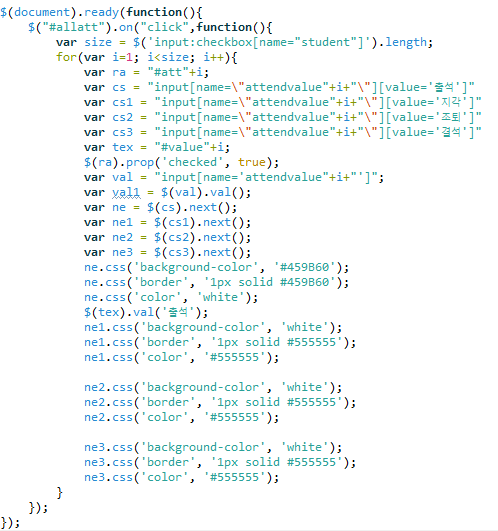 $(document).ready(function(){
    $("#allatt").on("click",function(){
        var size = $('input:checkbox[name="student"]').length;
        for(var i=1; i<size; i++){
            var ra = "#att"+i;
            var cs = "input[name=\"attendvalue"+i+"\"][value='출석']"
            var cs1 = "input[name=\"attendvalue"+i+"\"][value='지각']"
            var cs2 = "input[name=\"attendvalue"+i+"\"][value='조퇴']"
            var cs3 = "input[name=\"attendvalue"+i+"\"][value='결석']"
            var tex = "#value"+i;
            $(ra).prop('checked', true);
            var val = "input[name='attendvalue"+i+"']";
            var val1 = $(val).val();
            var ne = $(cs).next();
            var ne1 = $(cs1).next();
            var ne2 = $(cs2).next();
            var ne3 = $(cs3).next();
            ne.css('background-color', '#459B60');
            ne.css('border', '1px solid #459B60');
            ne.css('color', 'white');
            $(tex).val('출석');
            ne1.css('background-color', 'white');
            ne1.css('border', '1px solid #555555');
            ne1.css('color', '#555555');

            ne2.css('background-color', 'white');
            ne2.css('border', '1px solid #555555');
            ne2.css('color', '#555555');

            ne3.css('background-color', 'white');
            ne3.css('border', '1px solid #555555');
            ne3.css('color', '#555555');
        }
    });
});